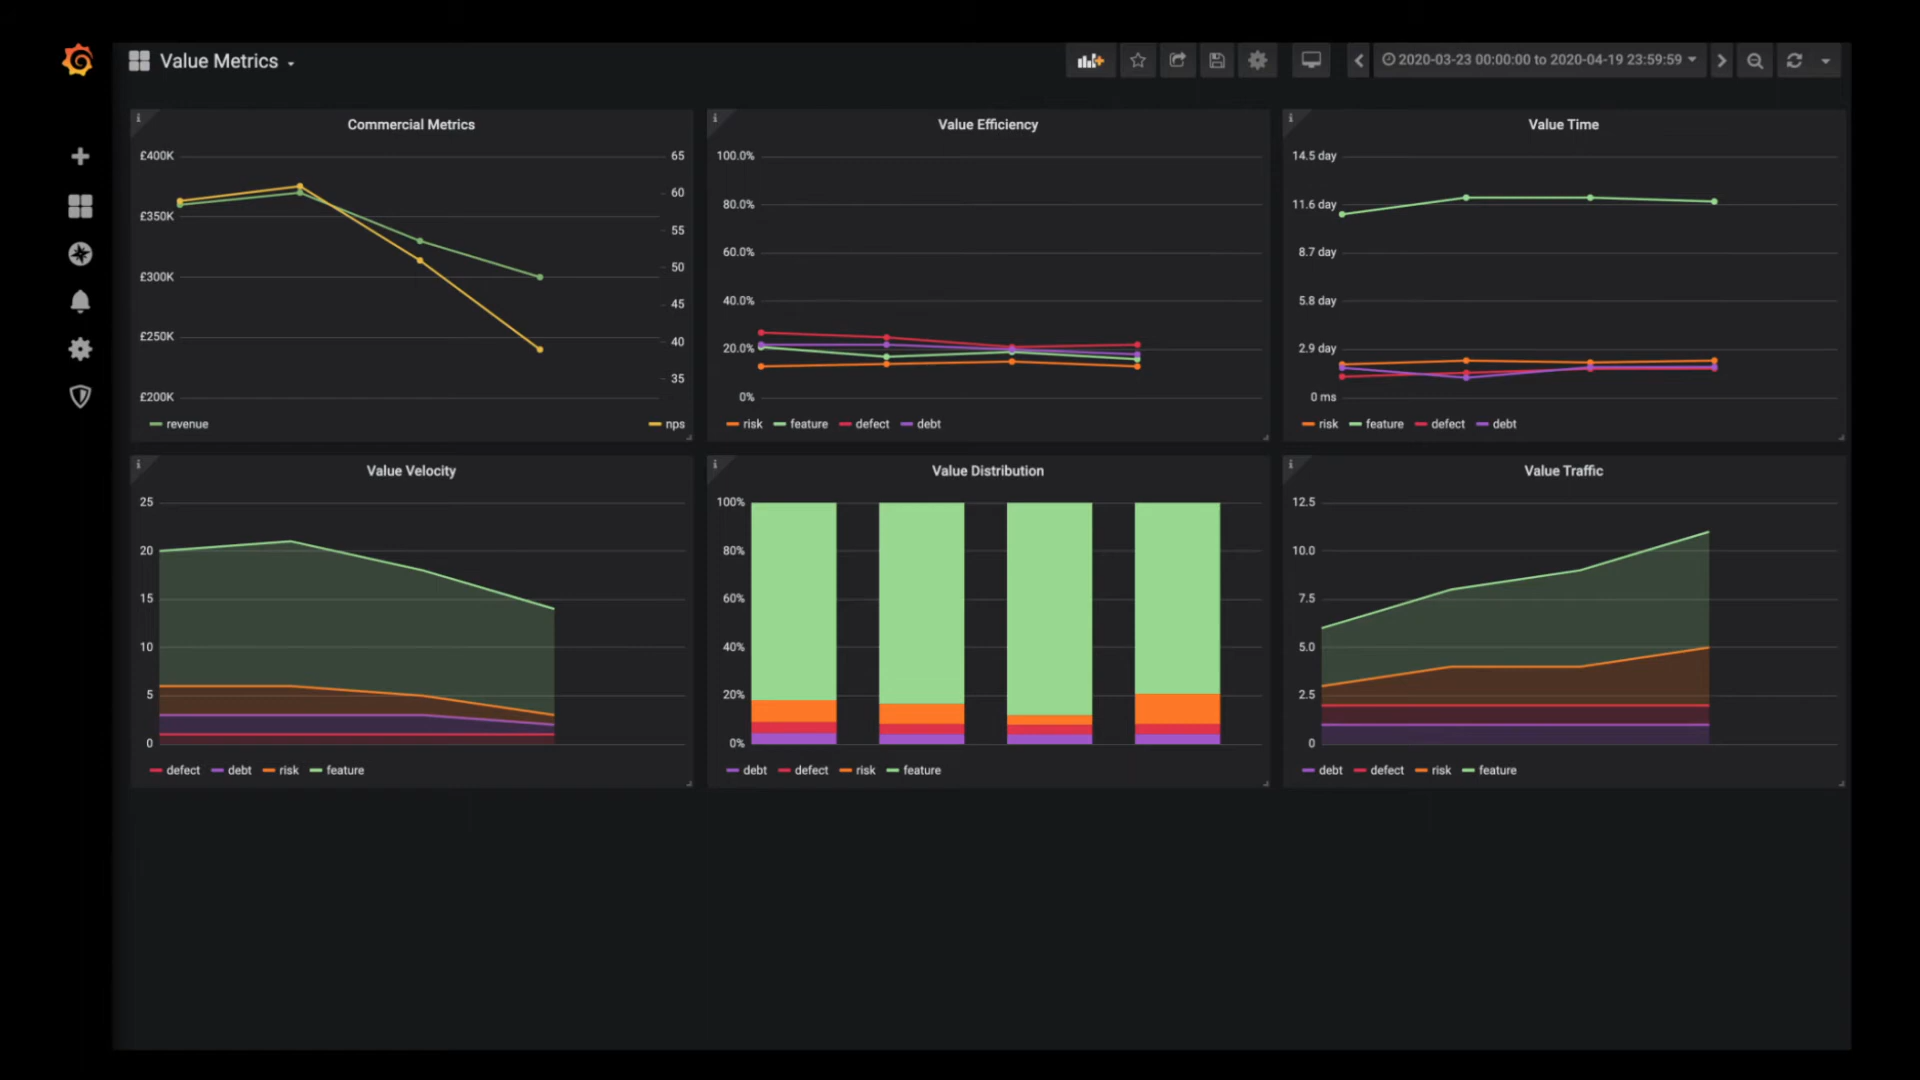 Value Metrics
2020-03-23 00:00:00 to 2020-04-19 23:59:59
Commercial Metrics
£400K
£350K
£300K
£250K
£200K
65
60
55
50
45
40
35
revenue
nps
Value Efficiency
100.0%
80.0%
60.0%
40.0%
20.0%
0%
risk feature defect debt
Value Time
14.5 day
11.6 day
8.7 day
5.8 day
2.9 day
0 ms
risk feature defect debt
Value Velocity
25
20
15
10
5
0
defect debt risk feature
Value Distribution
100%
80%
60%
40%
20%
0%
debt defect risk feature
Value Traffic
12.5
10.0
7.5
5.0
2.5
0
debt defect risk feature